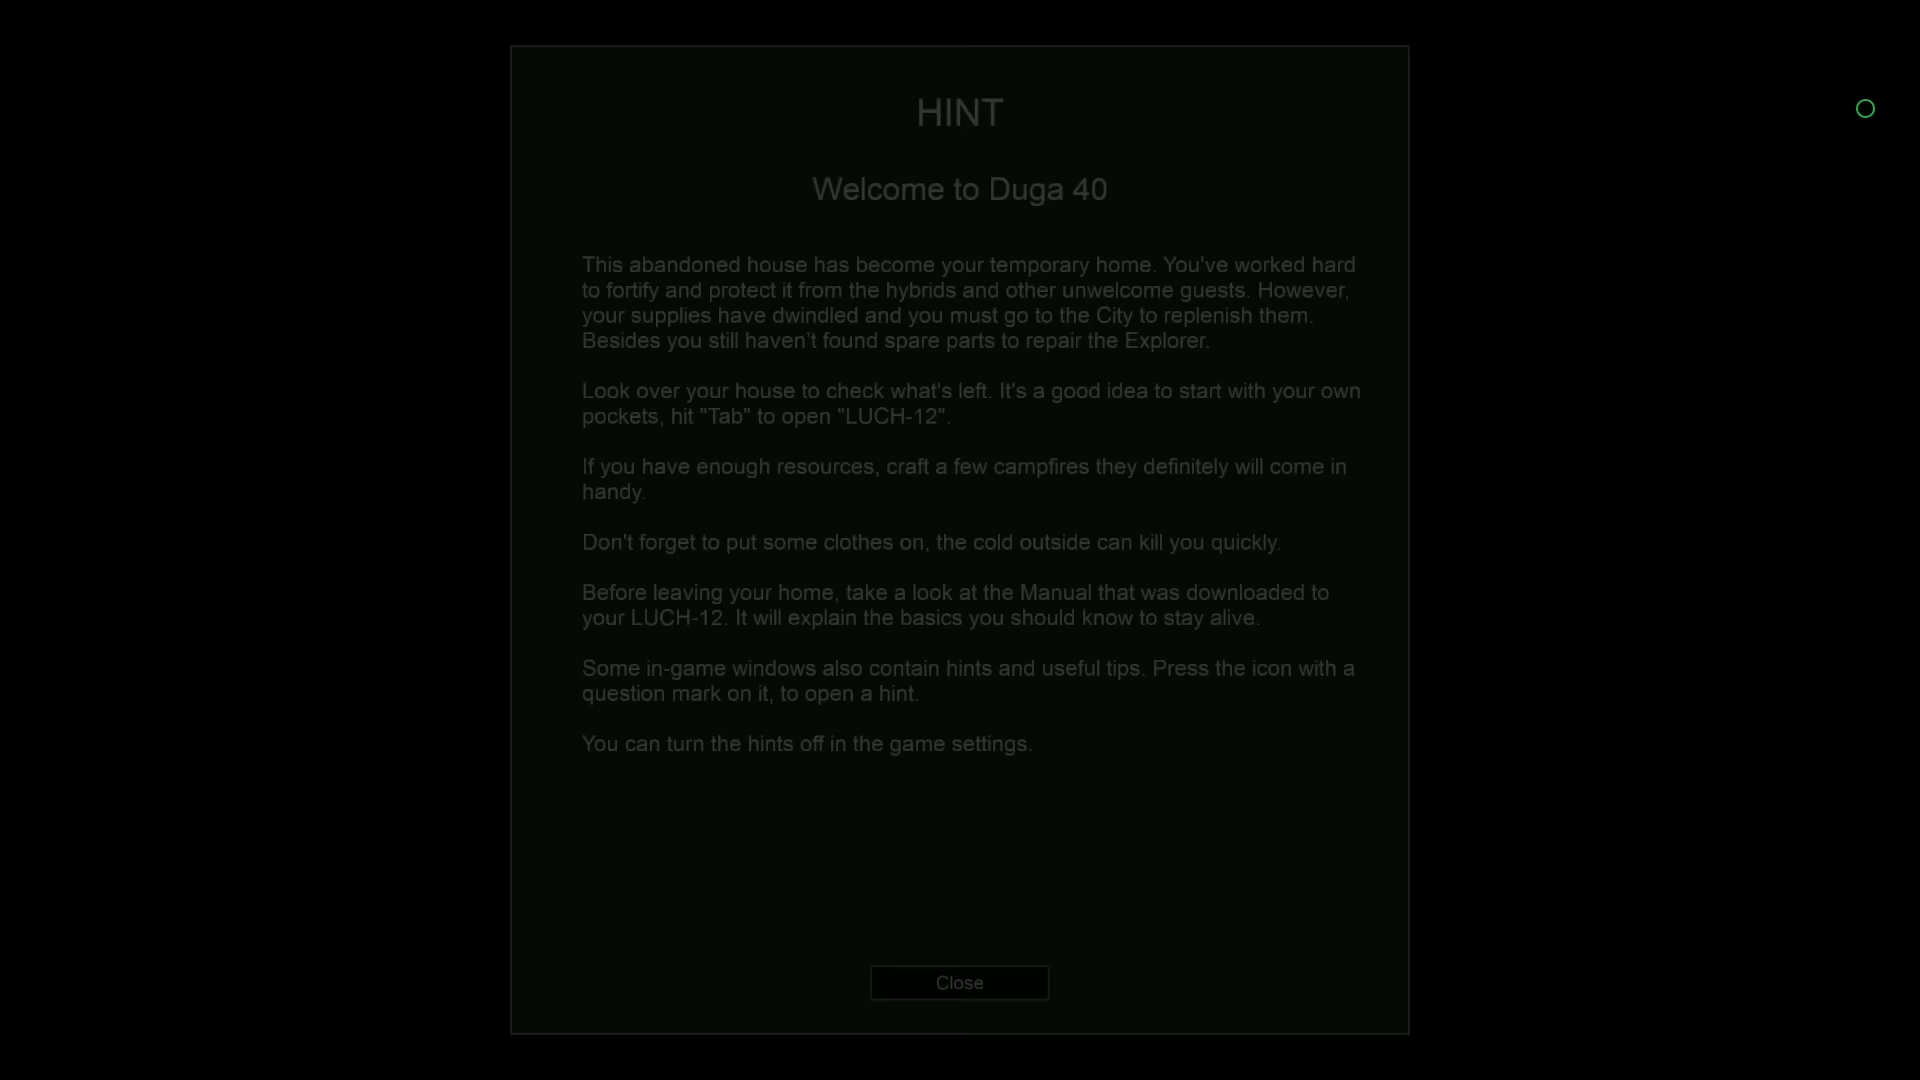 HINT
Welcome to Duga 40
This abandoned house has become your temporary home. You've worked hard
to fortify and protect it from the hybrids and other unwelcome guests. However,
your supplies have dwindled and you must go to the City to replenish them.
Besides you still haven't found spare parts to repair the Explorer.
Look over your house to check what's left. It's a good idea to start with your own
pockets, hit "Tab" to open "LUCH-12".
If you have enough resources, craft a few campfires they definitely will come in
handy.
Don't forget to put some clothes on, the cold outside can kill you quickly.
Before leaving your home, take a look at the Manual that was downloaded to
your LUCH-12. It will explain the basics you should know to stay alive.
Some in-game windows also contain hints and useful tips. Press the icon with a
question mark on it, to open a hint.
You can turn the hints off in the game settings.
Close